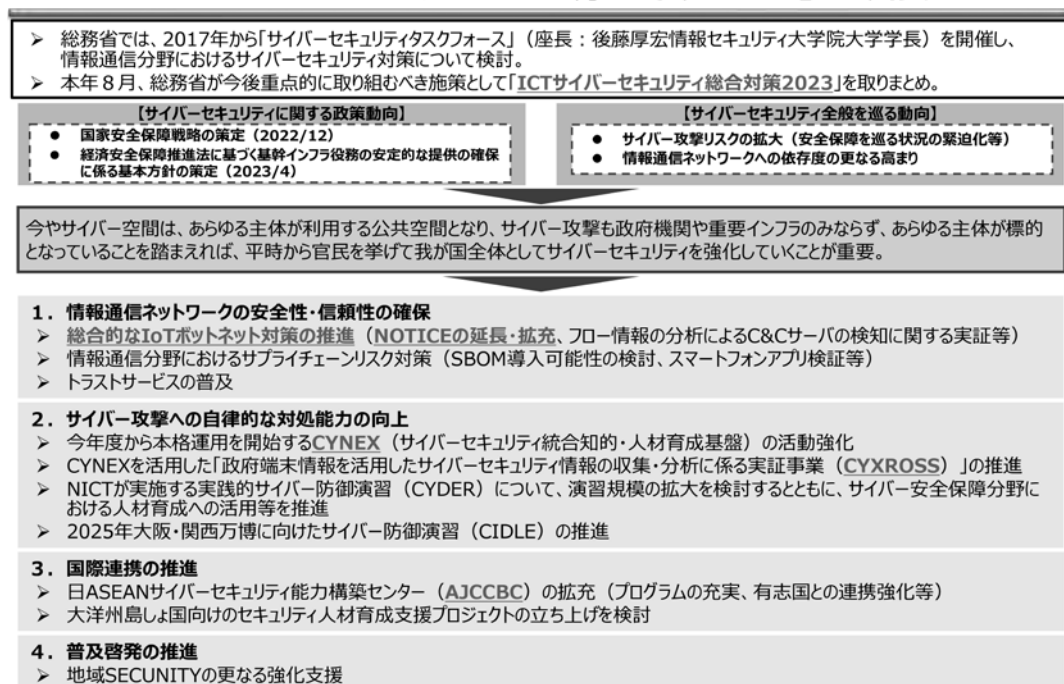 ➢ 総務省では、2017年から「サイバーセキュリティタスクフォース」（座長：後藤厚宏情報セキュリティ大学院大学学長）を開催し、
情報通信分野におけるサイバーセキュリティ対策について検討。
➢ 本年８月、総務省が今後重点的に取り組むべき施策として「ICTサイバーセキュリティ総合対策2023」を取りまとめ。
【サイバーセキュリティに関する政策動向】
● 国家安全保障戦略の策定（2022/12）
● 経済安全保障推進法に基づく基幹インフラ役務の安定的な提供の確保
に係る基本方針の策定（2023/4）
【サイバーセキュリティ全般を巡る動向】
● サイバー攻撃リスクの拡大（安全保障を巡る状況の緊迫化等）
● 情報通信ネットワークへの依存度の更なる高まり
今やサイバー空間は、あらゆる主体が利用する公共空間となり、サイバー攻撃も政府機関や重要インフラのみならず、あらゆる主体が標的
となっていることを踏まえれば、平時から官民を挙げて我が国全体としてサイバーセキュリティを強化していくことが重要。
１．情報通信ネットワークの安全性・信頼性の確保
➢ 総合的なIoTボットネット対策の推進（NOTICEの延長・拡充、フロー情報の分析によるC&Cサーバの検知に関する実証等）
➢ 情報通信分野におけるサプライチェーンリスク対策（SBOM導入可能性の検討、スマートフォンアプリ検証等）
➢ トラストサービスの普及
２．サイバー攻撃への自律的な対処能力の向上
➢ 今年度から本格運用を開始するCYNEX（サイバーセキュリティ統合知的・人材育成基盤）の活動強化
➢ CYNEXを活用した「政府端末情報を活用したサイバーセキュリティ情報の収集・分析に係る実証事業（CYXROSS）」の推進
➢ NICTが実施する実践的サイバー防御演習（CYDER）について、演習規模の拡大を検討するとともに、サイバー安全保障分野に
おける人材育成への活用等を推進
➢ 2025年大阪・関西万博に向けたサイバー防御演習（CIDLE）の推進
３．国際連携の推進
➢ 日ASEANサイバーセキュリティ能力構築センター（AJCCBC）の拡充（プログラムの充実、有志国との連携強化等）
➢ 大洋州島しょ国向けのセキュリティ人材育成支援プロジェクトの立ち上げを検討
４．普及啓発の推進
➢ 地域SECUNITYの更なる強化支援